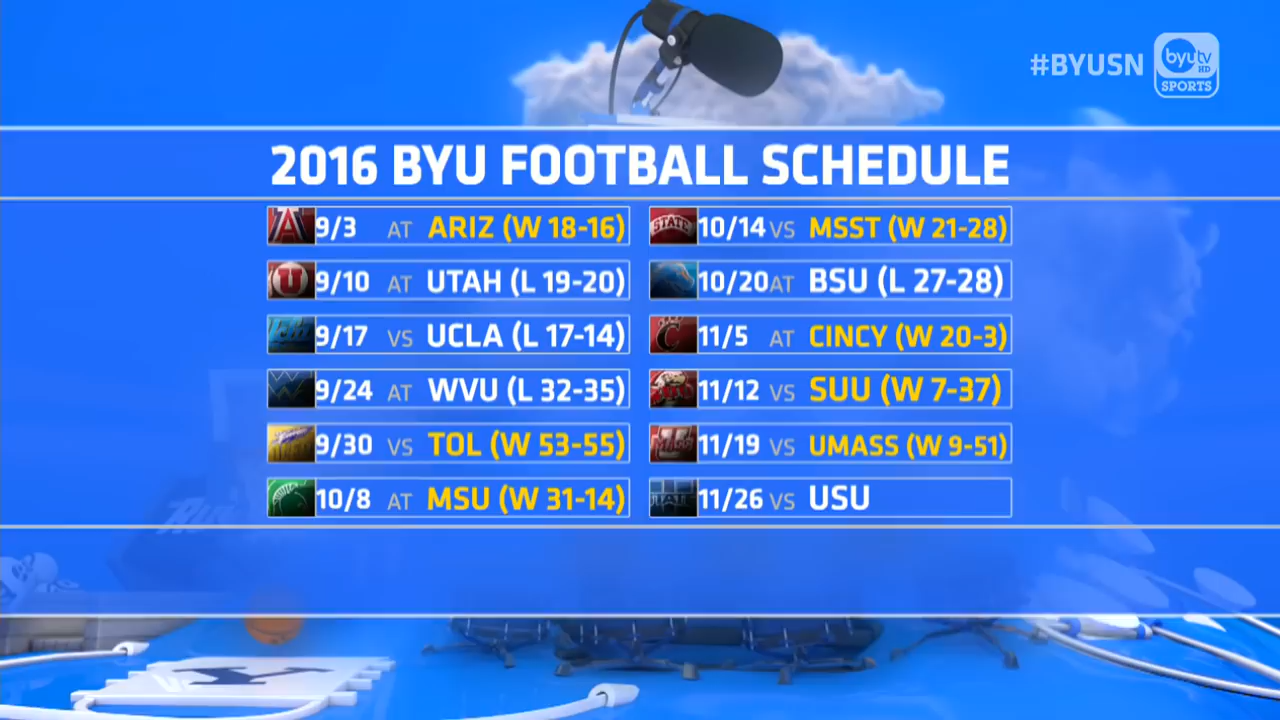 #BYUSN
byutv
HD
SPORTS
2016 BYU FOOTBALL SCHEDULE
9/3 AT ARIZ (W 18-16)
9/10 AT UTAH (L 19-20)
9/17 VS UCLA (L 17-14)
9/24 AT WVU (L 32-35)
9/30 VS TOL (W 53-55)
10/8 AT MSU (W 31-14)
10/14 VS MSST (W 21-28)
10/20 AT BSU (L 27-28)
11/5 AT CINCY (W 20-3)
11/12 VS SUU (W 7-37)
11/19 VS UMASS (W 9-51)
11/26 VS USU